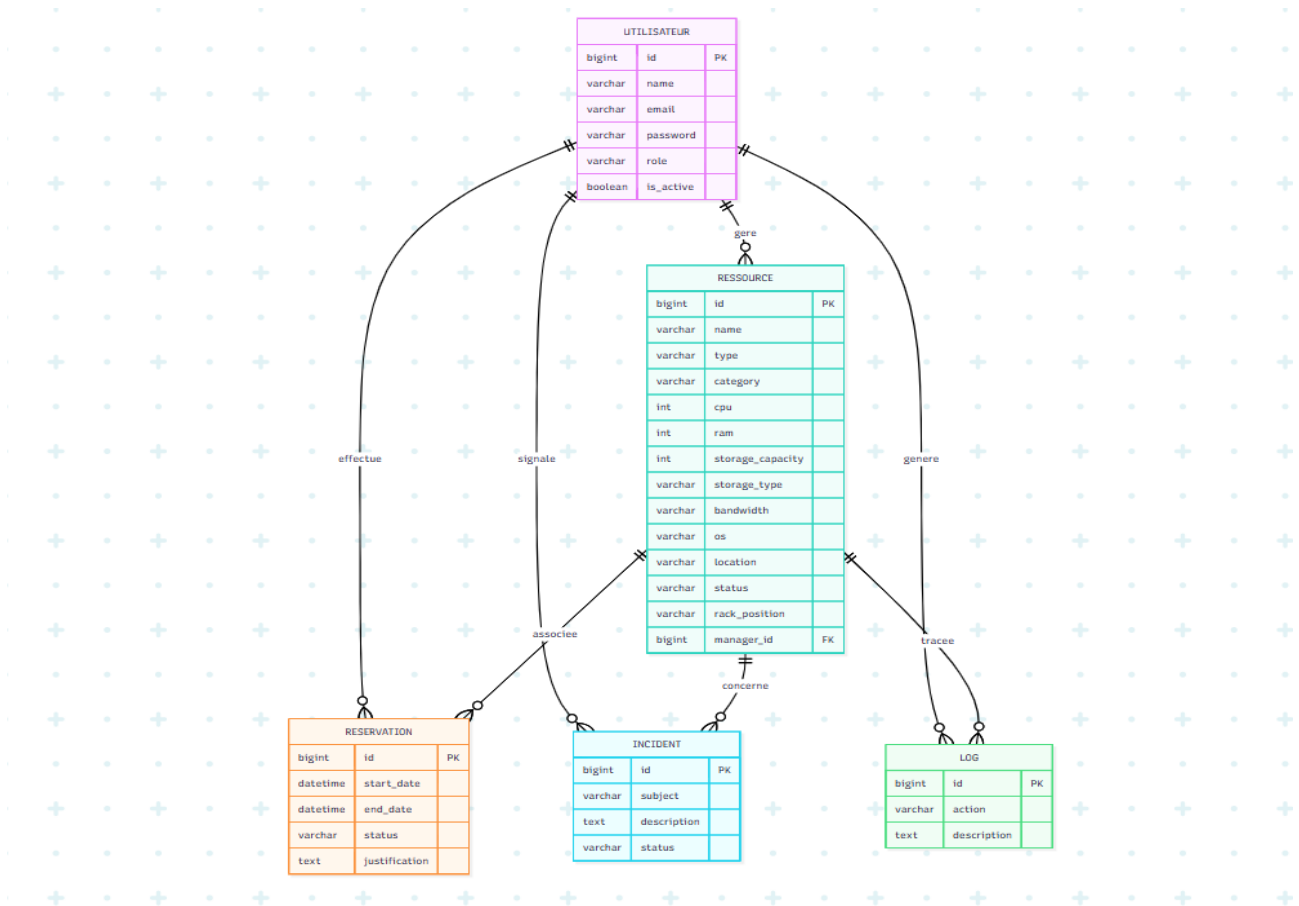 UTILISATEUR
bigint id PK
varchar name
varchar email
varchar password
varchar role
boolean is_active
gere
RESSOURCE
bigint id PK
varchar name
varchar type
varchar category
int cpu
int ram
int storage_capacity
varchar storage_type
varchar bandwidth
varchar os
varchar location
varchar status
varchar rack_position
bigint manager_id FK
effectue
signale
genere
associee
tracee
concerne
RESERVATION
bigint id PK
datetime start_date
datetime end_date
varchar status
text justification
INCIDENT
bigint id PK
varchar subject
text description
varchar status
LOG
bigint id PK
varchar action
text description